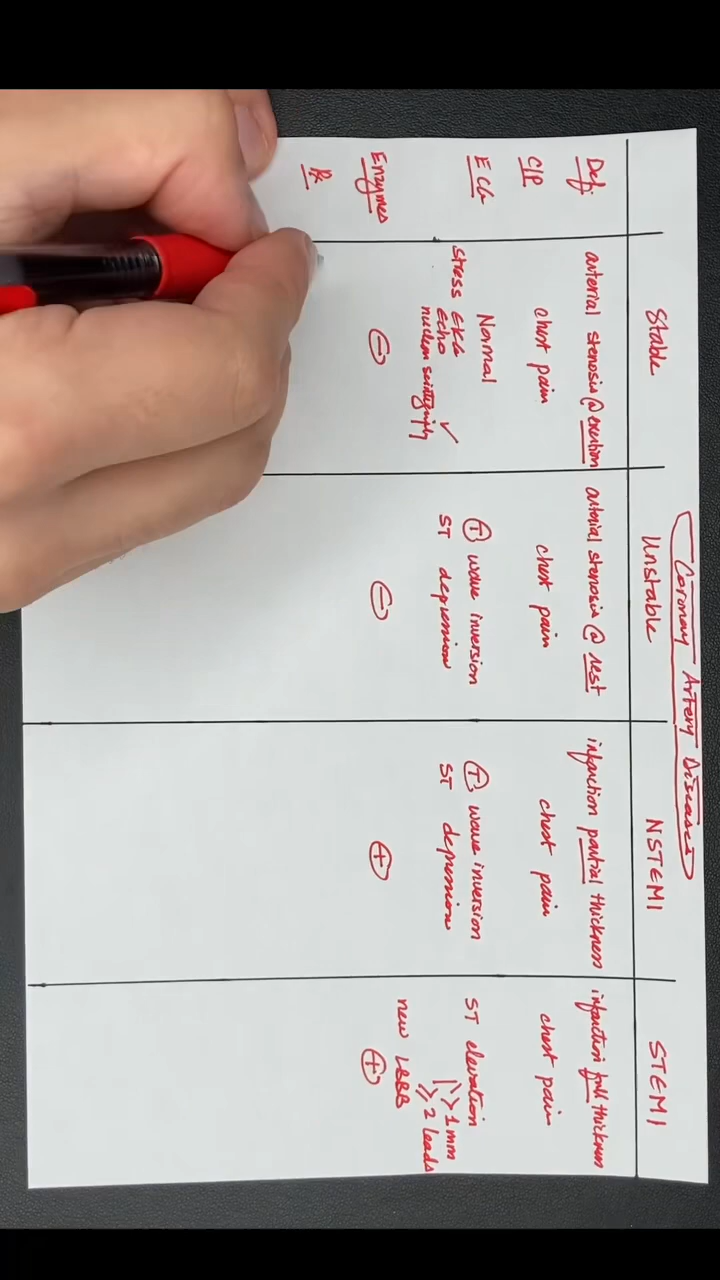 Coronary Artery Diseases
Stable Unstable NSTEMI STEMI
Def: arterial stenosis @ exertion arterial stenosis @ rest infarction partial thickness infarction full thickness
C/P chest pain chest pain chest pain chest pain
ECG Normal T wave inversion T wave inversion ST elevation
stress EKG ST depression ST depression ≥ 1mm
Echo ✓ ≥ 2 leads
nuclear scintigraphy new LBBB
Enzymes − − + +
Rx